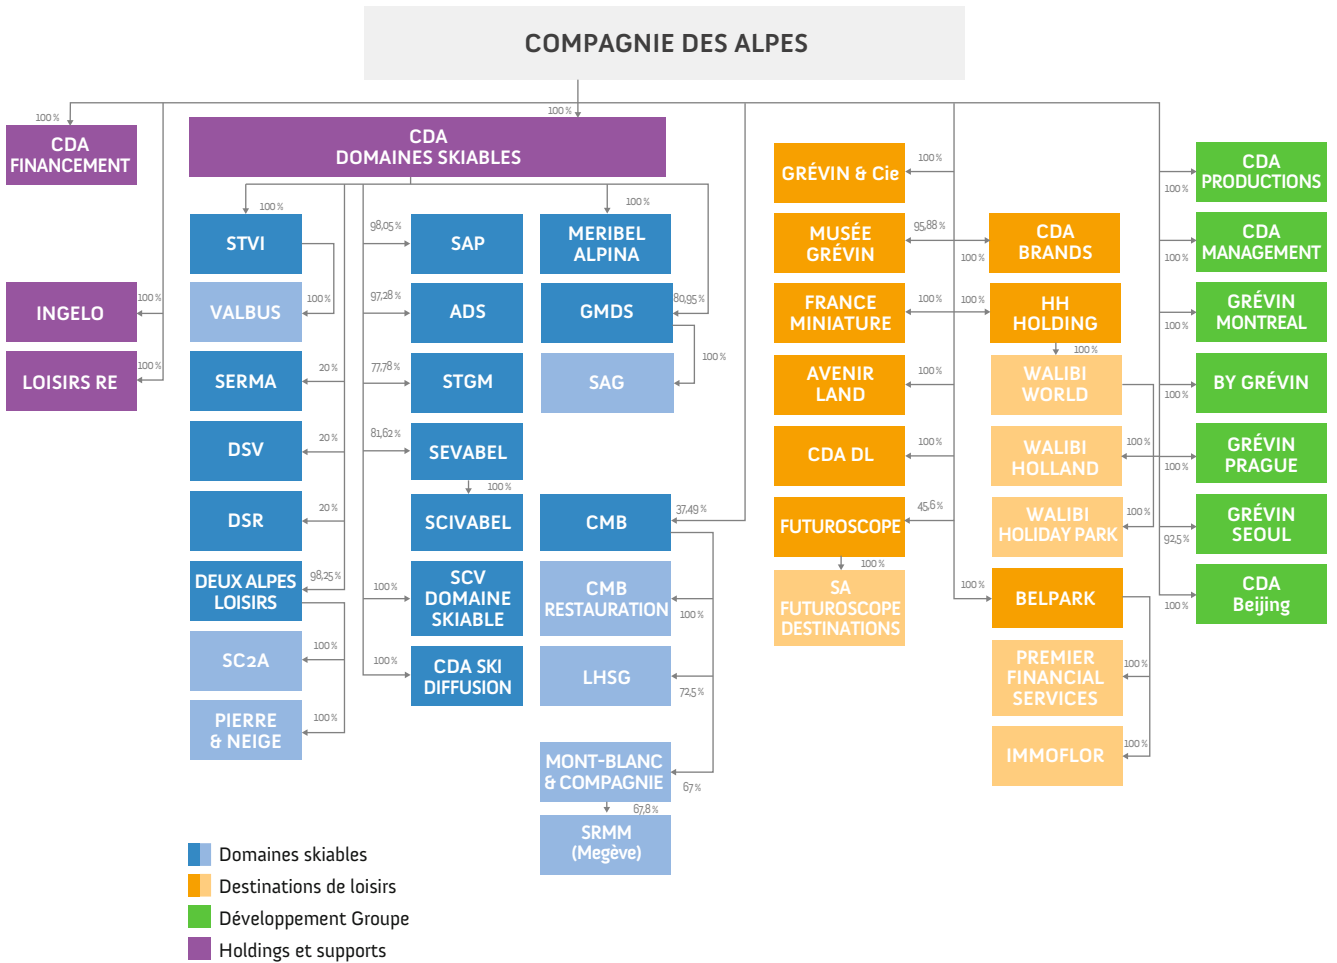 COMPAGNIE DES ALPES
100 %
CDA
FINANCEMENT
100 %
INGELO
100 %
LOISIRS RE
100 %
CDA
DOMAINES SKIABLES
100 %
STVI
100 %
VALBUS
SERMA
20 %
DSV
20 %
DSR
20 %
DEUX ALPES
LOISIRS
98,25 %
SC2A
100 %
PIERRE
& NEIGE
100 %
98,05 %
SAP
97,28 %
ADS
77,78 %
STGM
81,62 %
SEVABEL
100 %
SCIVABEL
100 %
SCV
DOMAINE
SKIABLE
100 %
CDA SKI
DIFFUSION
100 %
MERIBEL
ALPINA
GMDS
80,95 %
100 %
SAG
CMB
37,49 %
CMB
RESTAURATION
100 %
LHSG
72,5 %
MONT-BLANC
& COMPAGNIE
67 %
67,8 %
SRMM
(Megève)
GRÉVIN & Cie
100 %
MUSÉE
GRÉVIN
95,88 %
FRANCE
MINIATURE
100 %
AVENIR
LAND
100 %
CDA DL
100 %
FUTUROSCOPE
45,6 %
100 %
SA
FUTUROSCOPE
DESTINATIONS
CDA
BRANDS
100 %
100 %
HH
HOLDING
100 %
WALIBI
WORLD
WALIBI
HOLLAND
100 %
WALIBI
HOLIDAY PARK
100 %
100 %
BELPARK
PREMIER
FINANCIAL
SERVICES
100 %
IMMOFLOR
100 %
CDA
PRODUCTIONS
100 %
CDA
MANAGEMENT
100 %
GRÉVIN
MONTREAL
100 %
BY GRÉVIN
100 %
GRÉVIN
PRAGUE
100 %
GRÉVIN
SEOUL
92,5 %
CDA
Beijing
100 %
Domaines skiables
Destinations de loisirs
Développement Groupe
Holdings et supports